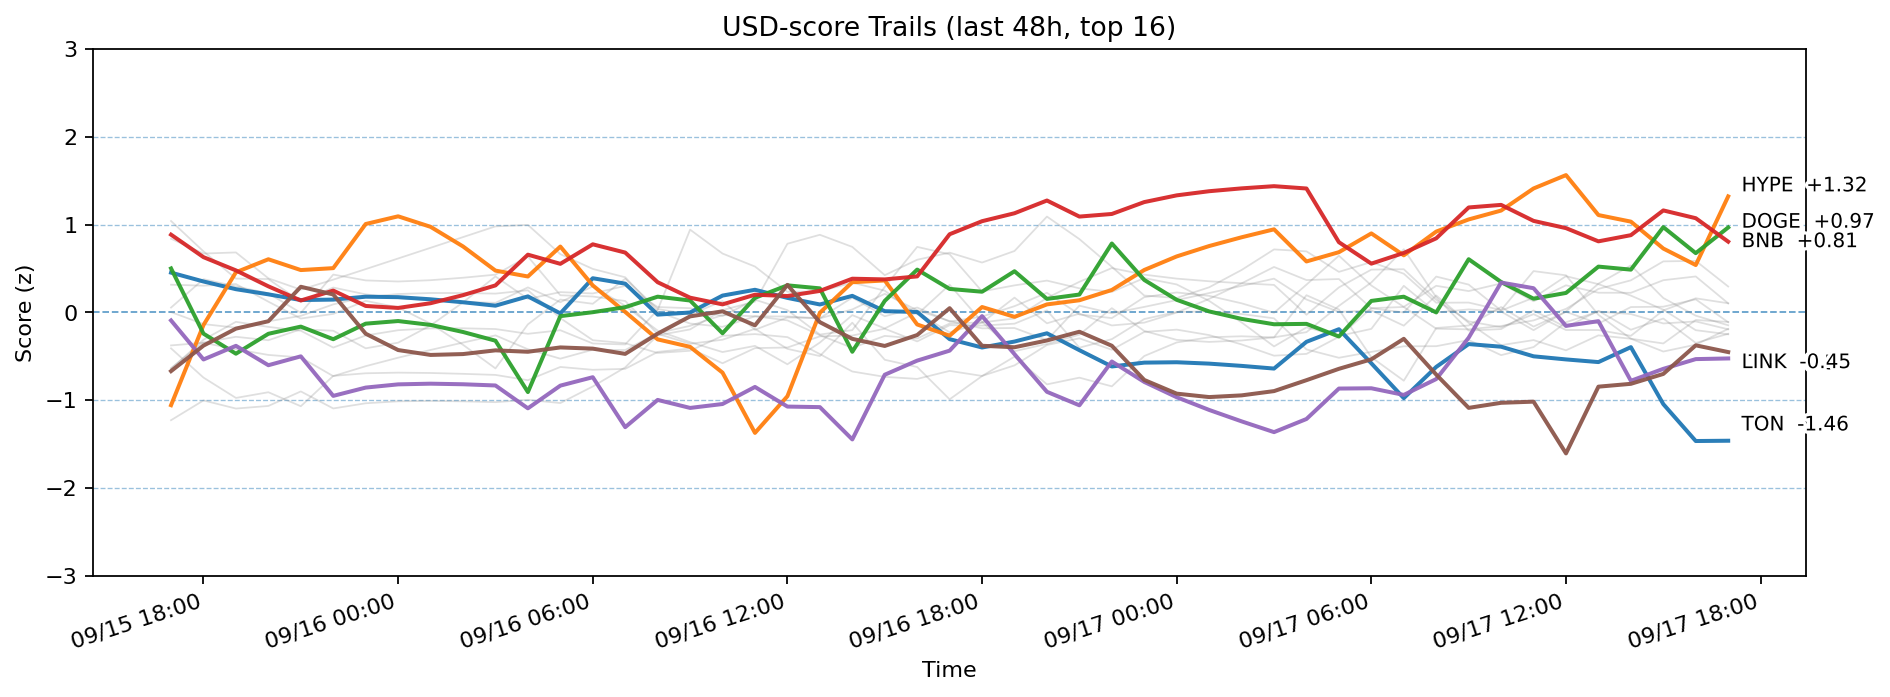 USD-score Trails (last 48h, top 16)
Score (z)
3
2
1
0
−1
−2
−3
HYPE +1.32
DOGE +0.97
BNB +0.81
LINK -0.45
TON -1.46
09/15 18:00
09/16 00:00
09/16 06:00
09/16 12:00
09/16 18:00
09/17 00:00
09/17 06:00
09/17 12:00
09/17 18:00
Time